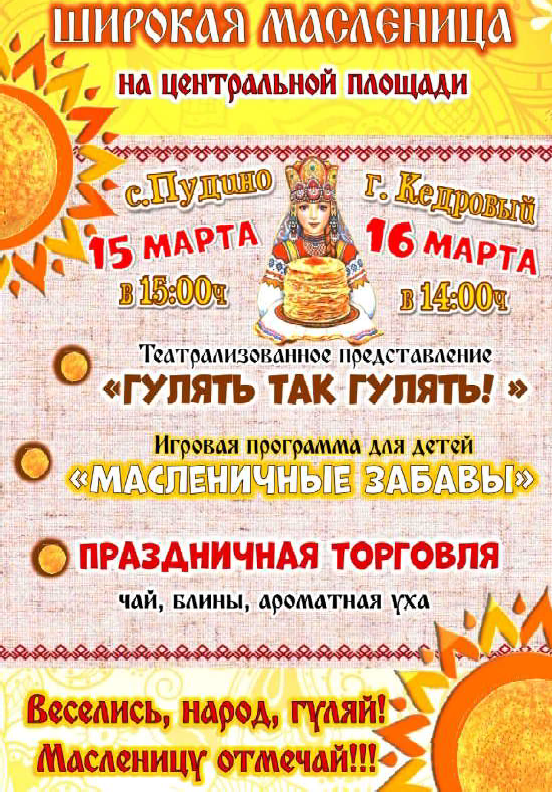 ШИРОКАЯ МАСЛЕНИЦА
НА ЦЕНТРАЛЬНОЙ ПЛОЩАДИ
с.Пудино
15 МАРТА
в 15:00ч
г. Кедровый
16 МАРТА
в 14:00ч
Театрализованное представление
«ГУЛЯТЬ ТАК ГУЛЯТЬ! »
Игровая программа для детей
«МАСЛЕНИЧНЫЕ ЗАБАВЫ»
ПРАЗДНИЧНАЯ ТОРГОВЛЯ
чай, блины, ароматная уха
Веселись, народ, гуляй!
Масленицу отмечай!!!